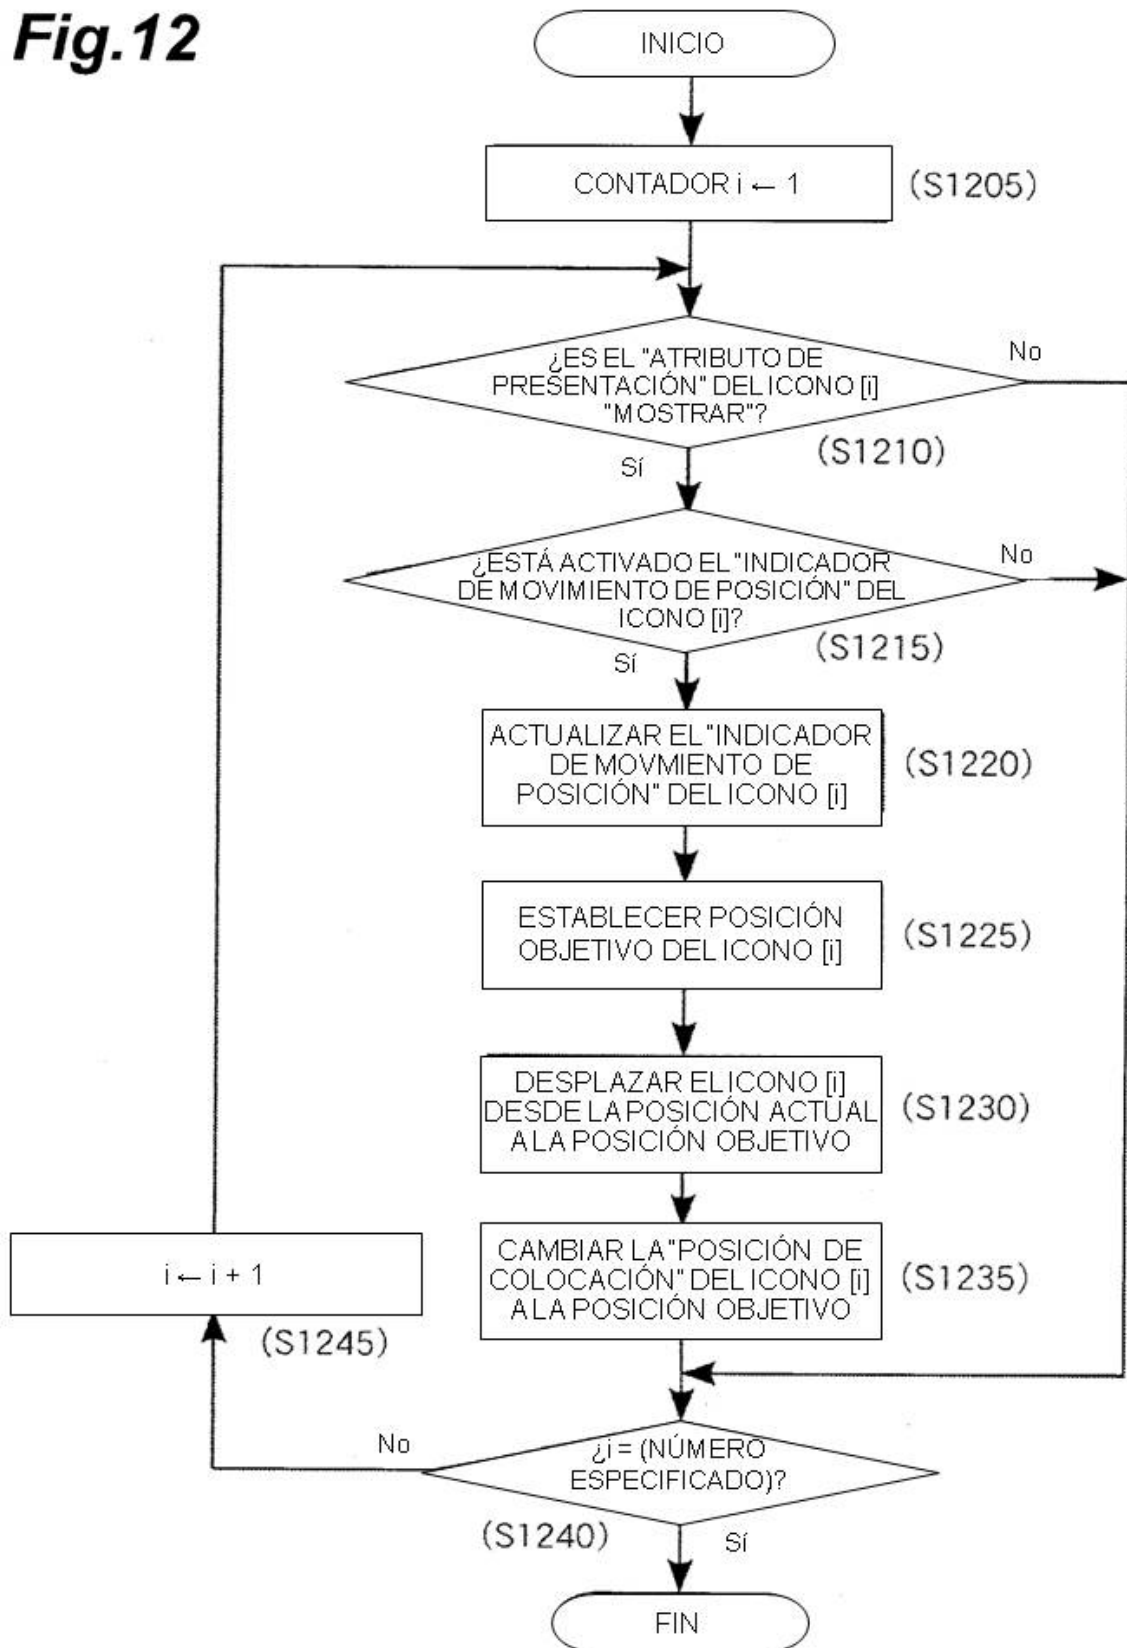 Fig.12
INICIO
CONTADOR i ← 1
(S1205)
¿ES EL "ATRIBUTO DE
PRESENTACIÓN" DEL ICONO [i]
"MOSTRAR"?
No
(S1210)
Sí
¿ESTÁ ACTIVADO EL "INDICADOR
DE MOVIMIENTO DE POSICIÓN" DEL
ICONO [i]?
No
(S1215)
Sí
ACTUALIZAR EL "INDICADOR
DE MOVMIENTO DE
POSICIÓN" DEL ICONO [i]
(S1220)
ESTABLECER POSICIÓN
OBJETIVO DEL ICONO [i]
(S1225)
DESPLAZAR EL ICONO [i]
DESDE LA POSICIÓN ACTUAL
A LA POSICIÓN OBJETIVO
(S1230)
CAMBIAR LA "POSICIÓN DE
COLOCACIÓN" DEL ICONO [i]
A LA POSICIÓN OBJETIVO
(S1235)
i ← i + 1
(S1245)
No
¿i = (NÚMERO
ESPECIFICADO)?
(S1240)
Sí
FIN